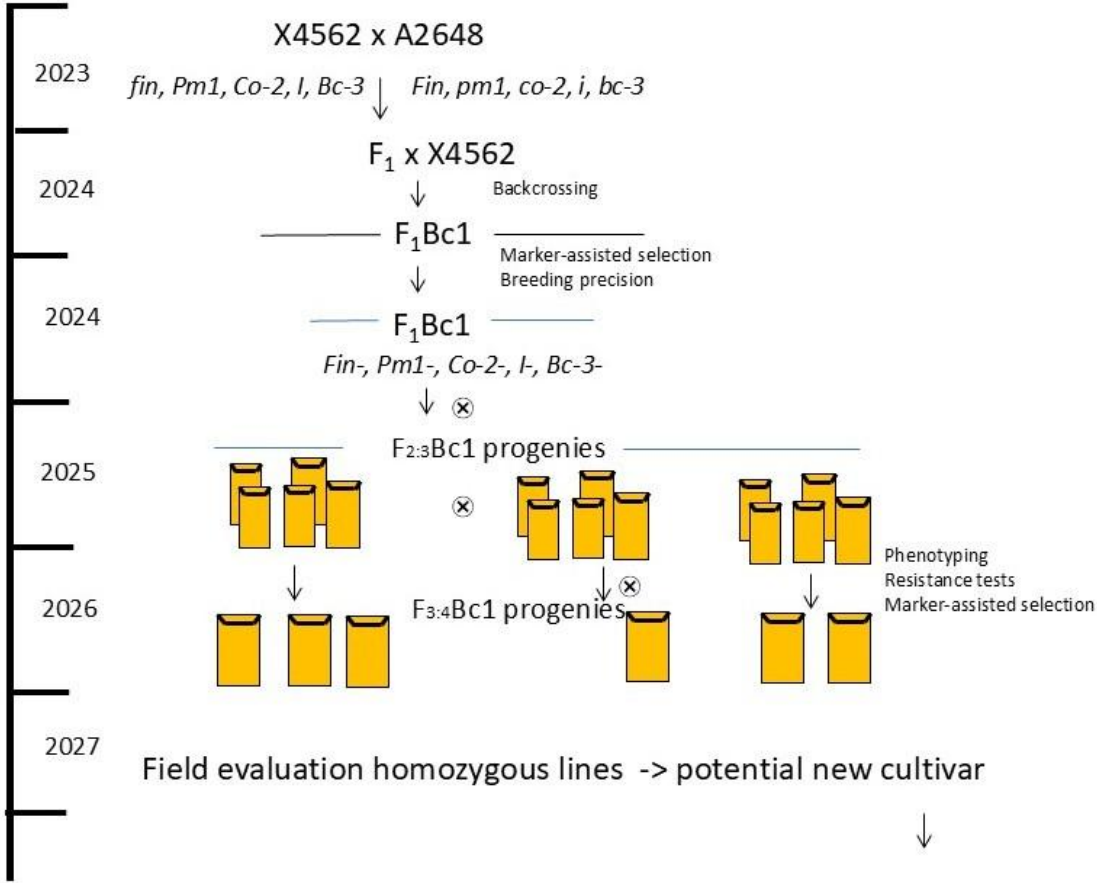 X4562 x A2648
2023
fin, Pm1, Co-2, I, Bc-3
Fin, pm1, co-2, i, bc-3
F1 x X4562
2024
Backcrossing
F1Bc1
Marker-assisted selection
Breeding precision
2024
F1Bc1
Fin-, Pm1-, Co-2-, I-, Bc-3-
F2:3Bc1 progenies
2025
Phenotyping
Resistance tests
Marker-assisted selection
2026
F3:4Bc1 progenies
2027
Field evaluation homozygous lines -> potential new cultivar